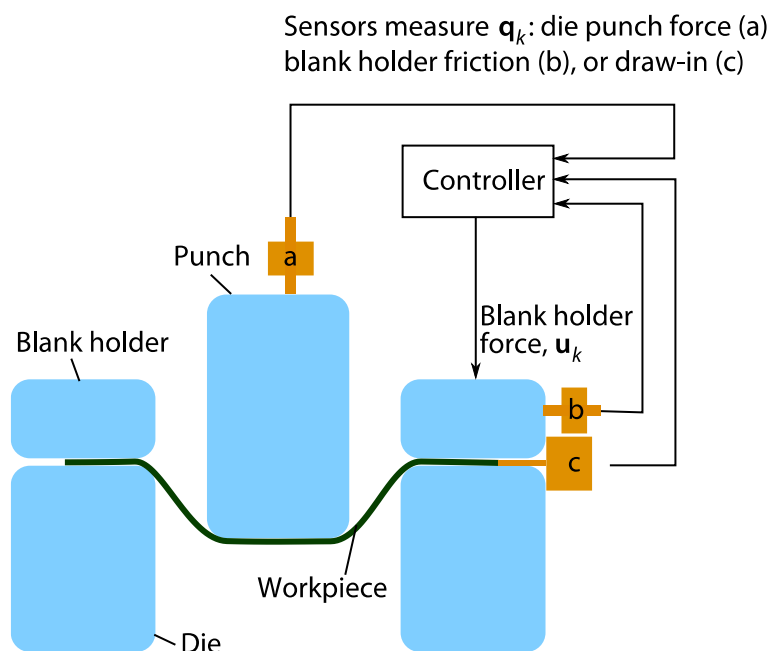 Sensors measure qₖ: die punch force (a)
blank holder friction (b), or draw-in (c)
Controller
Punch
a
Blank holder
force, uₖ
Blank holder
b
c
Workpiece
Die